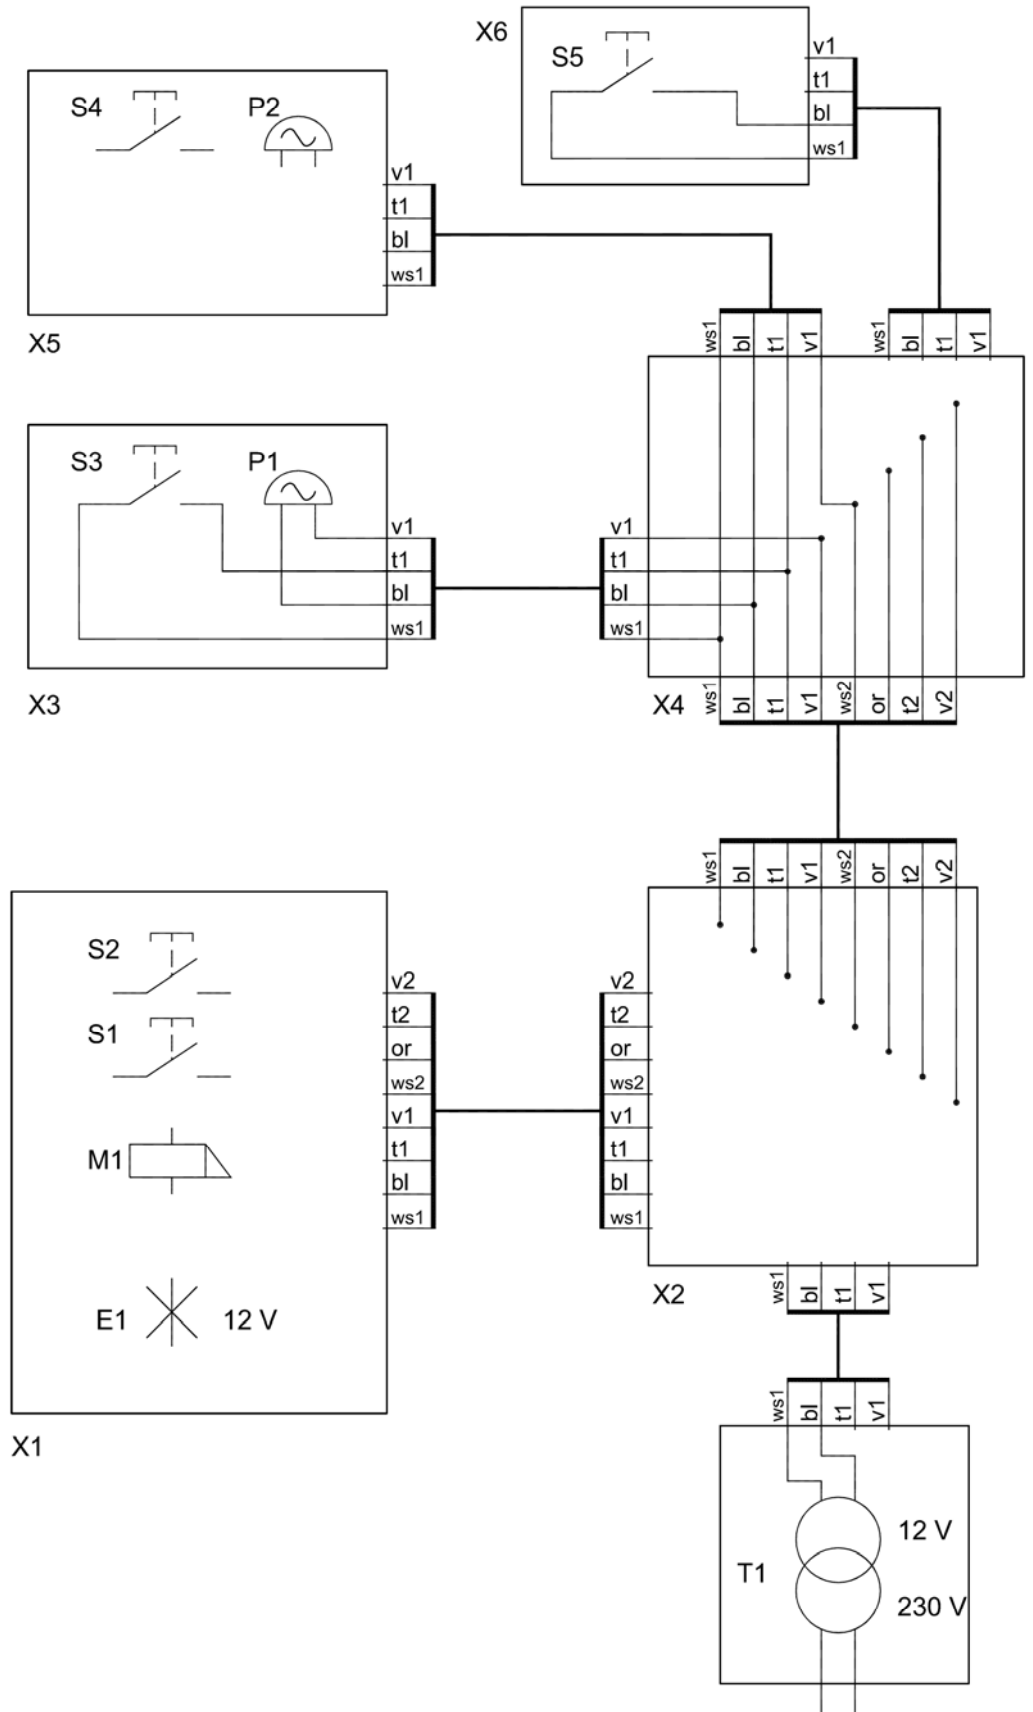 X6
S5
v1
t1
bl
ws1
S4
P2
v1
t1
bl
ws1
X5
ws1
bl
t1
v1
ws1
bl
t1
v1
S3
P1
v1
t1
bl
ws1
X3
v1
t1
bl
ws1
X4
ws1
bl
t1
v1
ws2
or
t2
v2
ws1
bl
t1
v1
ws2
or
t2
v2
S2
S1
M1
E1
12 V
v2
t2
or
ws2
v1
t1
bl
ws1
X1
v2
t2
or
ws2
v1
t1
bl
ws1
X2
ws1
bl
t1
v1
ws1
bl
t1
v1
T1
12 V
230 V